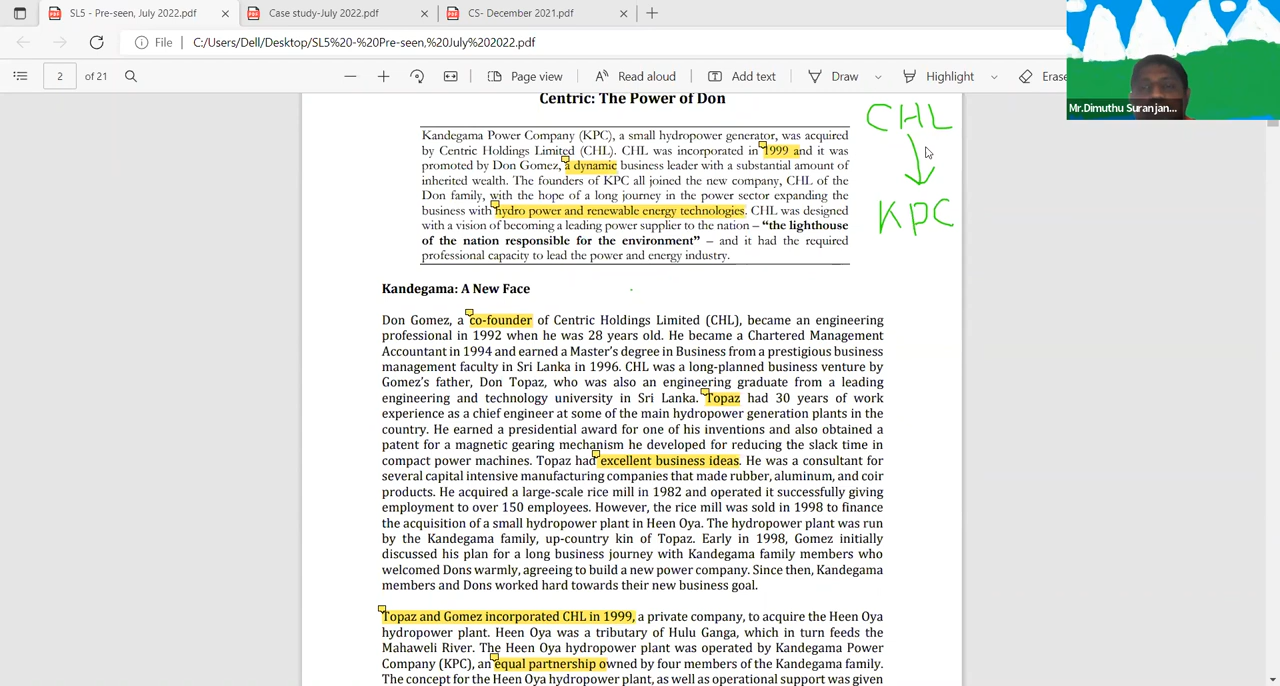 SL5 - Pre-seen, July 2022.pdf
Case study-July 2022.pdf
CS- December 2021.pdf
File
C:/Users/Dell/Desktop/SL5%20-%20Pre-seen,%20July%202022.pdf
2 of 21
Page view
Read aloud
Add text
Draw
Highlight
Erase
Mr.Dimuthu Suranjan...
Centric: The Power of Don
CHL
KPC
Kandegama Power Company (KPC), a small hydropower generator, was acquired
by Centric Holdings Limited (CHL). CHL was incorporated in 1999 and it was
promoted by Don Gomez, a dynamic business leader with a substantial amount of
inherited wealth. The founders of KPC all joined the new company, CHL of the
Don family, with the hope of a long journey in the power sector expanding the
business with hydro power and renewable energy technologies. CHL was designed
with a vision of becoming a leading power supplier to the nation – “the lighthouse
of the nation responsible for the environment” – and it had the required
professional capacity to lead the power and energy industry.
Kandegama: A New Face
Don Gomez, a co-founder of Centric Holdings Limited (CHL), became an engineering
professional in 1992 when he was 28 years old. He became a Chartered Management
Accountant in 1994 and earned a Master’s degree in Business from a prestigious business
management faculty in Sri Lanka in 1996. CHL was a long-planned business venture by
Gomez’s father, Don Topaz, who was also an engineering graduate from a leading
engineering and technology university in Sri Lanka. Topaz had 30 years of work
experience as a chief engineer at some of the main hydropower generation plants in the
country. He earned a presidential award for one of his inventions and also obtained a
patent for a magnetic gearing mechanism he developed for reducing the slack time in
compact power machines. Topaz had excellent business ideas. He was a consultant for
several capital intensive manufacturing companies that made rubber, aluminum, and coir
products. He acquired a large-scale rice mill in 1982 and operated it successfully giving
employment to over 150 employees. However, the rice mill was sold in 1998 to finance
the acquisition of a small hydropower plant in Heen Oya. The hydropower plant was run
by the Kandegama family, up-country kin of Topaz. Early in 1998, Gomez initially
discussed his plan for a long business journey with Kandegama family members who
welcomed Dons warmly, agreeing to build a new power company. Since then, Kandegama
members and Dons worked hard towards their new business goal.
Topaz and Gomez incorporated CHL in 1999, a private company, to acquire the Heen Oya
hydropower plant. Heen Oya was a tributary of Hulu Ganga, which in turn feeds the
Mahaweli River. The Heen Oya hydropower plant was operated by Kandegama Power
Company (KPC), an equal partnership owned by four members of the Kandegama family.
The concept for the Heen Oya hydropower plant, as well as operational support was given